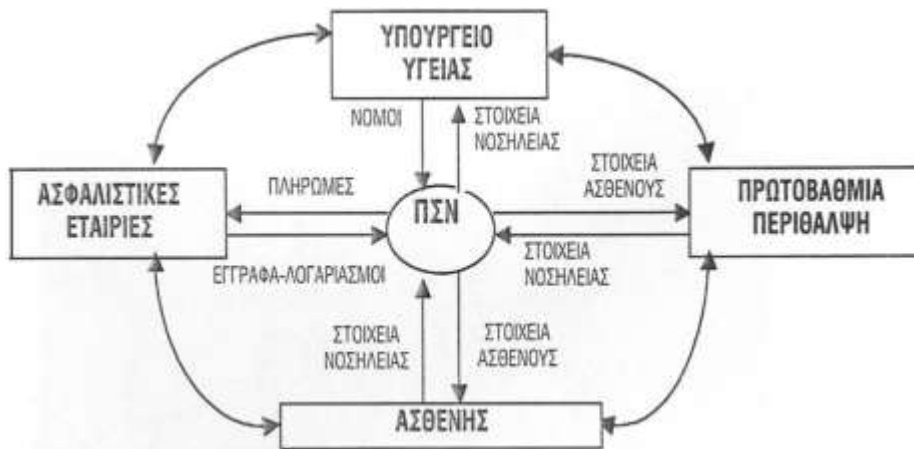 ΥΠΟΥΡΓΕΙΟ
ΥΓΕΙΑΣ
ΝΟΜΟΙ
ΣΤΟΙΧΕΙΑ
ΝΟΣΗΛΕΙΑΣ
ΑΣΦΑΛΙΣΤΙΚΕΣ
ΕΤΑΙΡΙΕΣ
ΠΛΗΡΩΜΕΣ
ΠΣΝ
ΣΤΟΙΧΕΙΑ
ΑΣΘΕΝΟΥΣ
ΠΡΩΤΟΒΑΘΜΙΑ
ΠΕΡΙΘΑΛΨΗ
ΕΓΓΡΑΦΑ-ΛΟΓΑΡΙΑΣΜΟΙ
ΣΤΟΙΧΕΙΑ
ΝΟΣΗΛΕΙΑΣ
ΣΤΟΙΧΕΙΑ
ΝΟΣΗΛΕΙΑΣ
ΣΤΟΙΧΕΙΑ
ΑΣΘΕΝΟΥΣ
ΑΣΘΕΝΗΣ